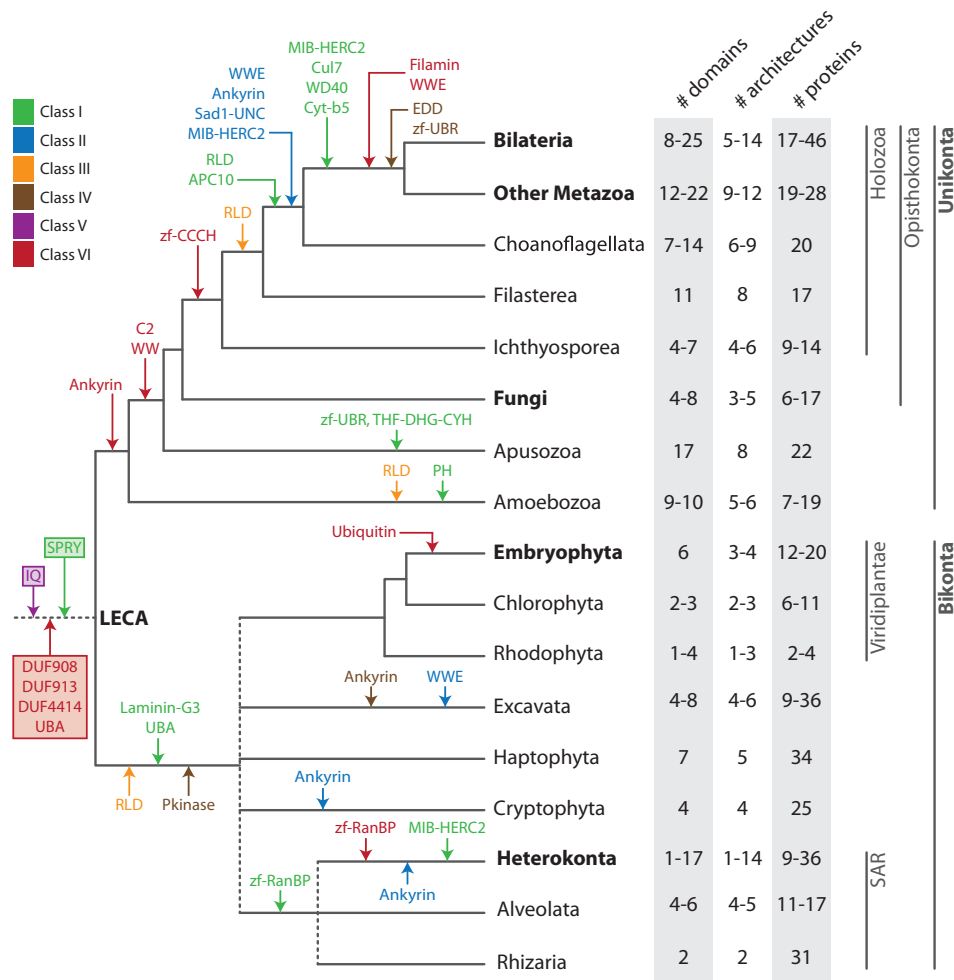 # domains
# architectures
# proteins
Class I
Class II
Class III
Class IV
Class V
Class VI
MIB-HERC2
Cul7
WD40
Cyt-b5
WWE
Ankyrin
Sad1-UNC
MIB-HERC2
Filamin
WWE
EDD
zf-UBR
RLD
APC10
RLD
zf-CCCH
C2
WW
Ankyrin
zf-UBR, THF-DHG-CYH
RLD
PH
Ubiquitin
SPRY
IQ
LECA
DUF908
DUF913
DUF4414
UBA
Laminin-G3
UBA
RLD
Pkinase
Ankyrin
WWE
Ankyrin
zf-RanBP
MIB-HERC2
Ankyrin
zf-RanBP
Bilateria 8-25 5-14 17-46
Other Metazoa 12-22 9-12 19-28
Choanoflagellata 7-14 6-9 20
Filasterea 11 8 17
Ichthyosporea 4-7 4-6 9-14
Fungi 4-8 3-5 6-17
Apusozoa 17 8 22
Amoebozoa 9-10 5-6 7-19
Embryophyta 6 3-4 12-20
Chlorophyta 2-3 2-3 6-11
Rhodophyta 1-4 1-3 2-4
Excavata 4-8 4-6 9-36
Haptophyta 7 5 34
Cryptophyta 4 4 25
Heterokonta 1-17 1-14 9-36
Alveolata 4-6 4-5 11-17
Rhizaria 2 2 31
Holozoa
Opisthokonta
Unikonta
Viridiplantae
Bikonta
SAR